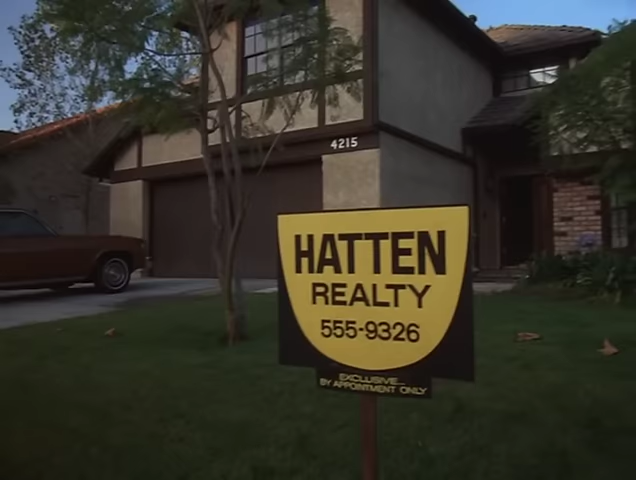 4215
HATTEN
REALTY
555-9326
EXCLUSIVE...
BY APPOINTMENT ONLY